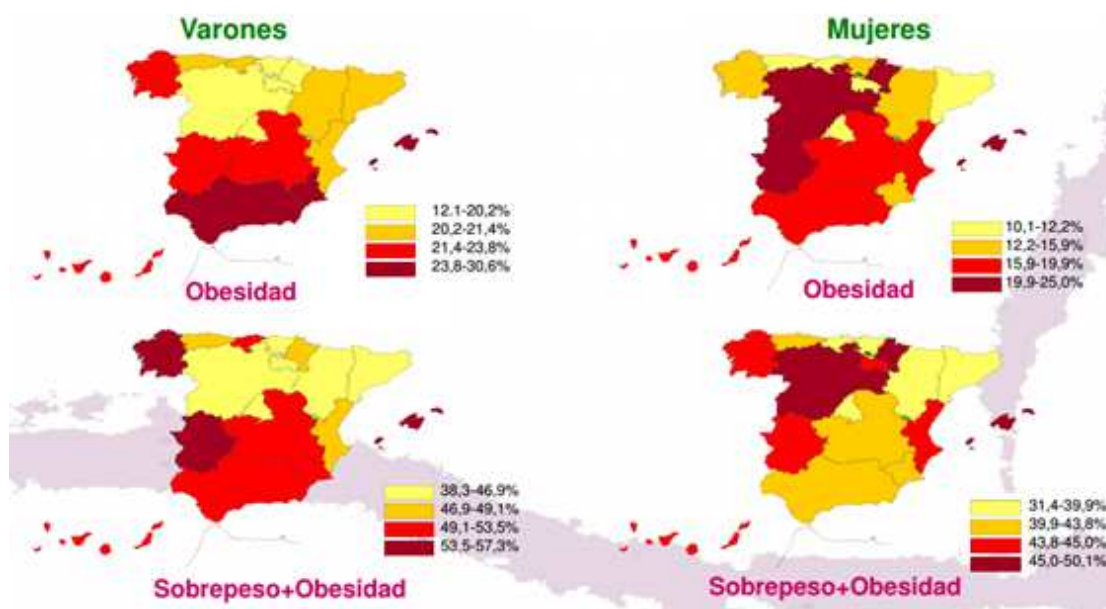 Varones
12.1-20,2%
20,2-21,4%
21,4-23,8%
23,8-30,6%
Obesidad
Mujeres
10,1-12,2%
12,2-15,9%
15,9-19,9%
19,9-25,0%
Obesidad
38,3-46,9%
46,9-49,1%
49,1-53,5%
53.5-57,3%
Sobrepeso+Obesidad
31,4-39,9%
39,9-43,8%
43,8-45,0%
45,0-50,1%
Sobrepeso+Obesidad